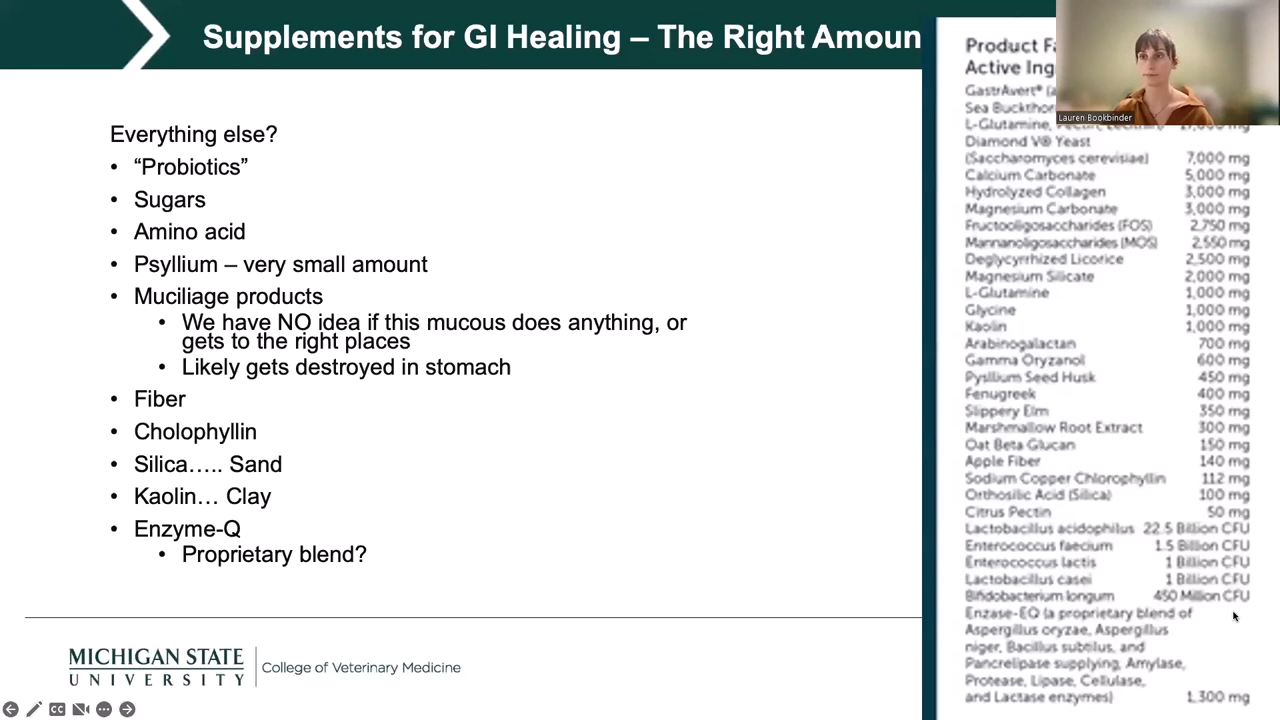 Supplements for GI Healing – The Right Amoun
Everything else?
• “Probiotics”
• Sugars
• Amino acid
• Psyllium – very small amount
• Muciliage products
• We have NO idea if this mucous does anything, or
gets to the right places
• Likely gets destroyed in stomach
• Fiber
• Cholophyllin
• Silica….. Sand
• Kaolin… Clay
• Enzyme-Q
• Proprietary blend?
MICHIGAN STATE
UNIVERSITY
College of Veterinary Medicine
CC
Lauren Bookbinder
Product Fa
Active Ing
GastrAvert® (a
Sea Buckthor
L-Glutamine, Pectin, Lecithin)
Diamond V® Yeast
(Saccharomyces cerevisiae) 7,000 mg
Calcium Carbonate 5,000 mg
Hydrolyzed Collagen 3,000 mg
Magnesium Carbonate 3,000 mg
Fructooligosaccharides (FOS) 2,750 mg
Mannanoligosaccharides (MOS) 2,550 mg
Deglycyrrhized Licorice 2,500 mg
Magnesium Silicate 2,000 mg
L-Glutamine 1,000 mg
Glycine 1,000 mg
Kaolin 1,000 mg
Arabinogalactan 700 mg
Gamma Oryzanol 600 mg
Pysllium Seed Husk 450 mg
Fenugreek 400 mg
Slippery Elm 350 mg
Marshmallow Root Extract 300 mg
Oat Beta Glucan 150 mg
Apple Fiber 140 mg
Sodium Copper Chlorophyllin 112 mg
Orthosilic Acid (Silica) 100 mg
Citrus Pectin 50 mg
Lactobacillus acidophilus 22.5 Billion CFU
Enterococcus faecium 1.5 Billion CFU
Enterococcus lactis 1 Billion CFU
Lactobacillus casei 1 Billion CFU
Bifidobacterium longum 450 Million CFU
Enzase-EQ (a proprietary blend of
Aspergillus oryzae, Aspergillus
niger, Bacillus subtilus, and
Pancrelipase supplying, Amylase,
Protease, Lipase, Cellulase,
and Lactase enzymes) 1,300 mg